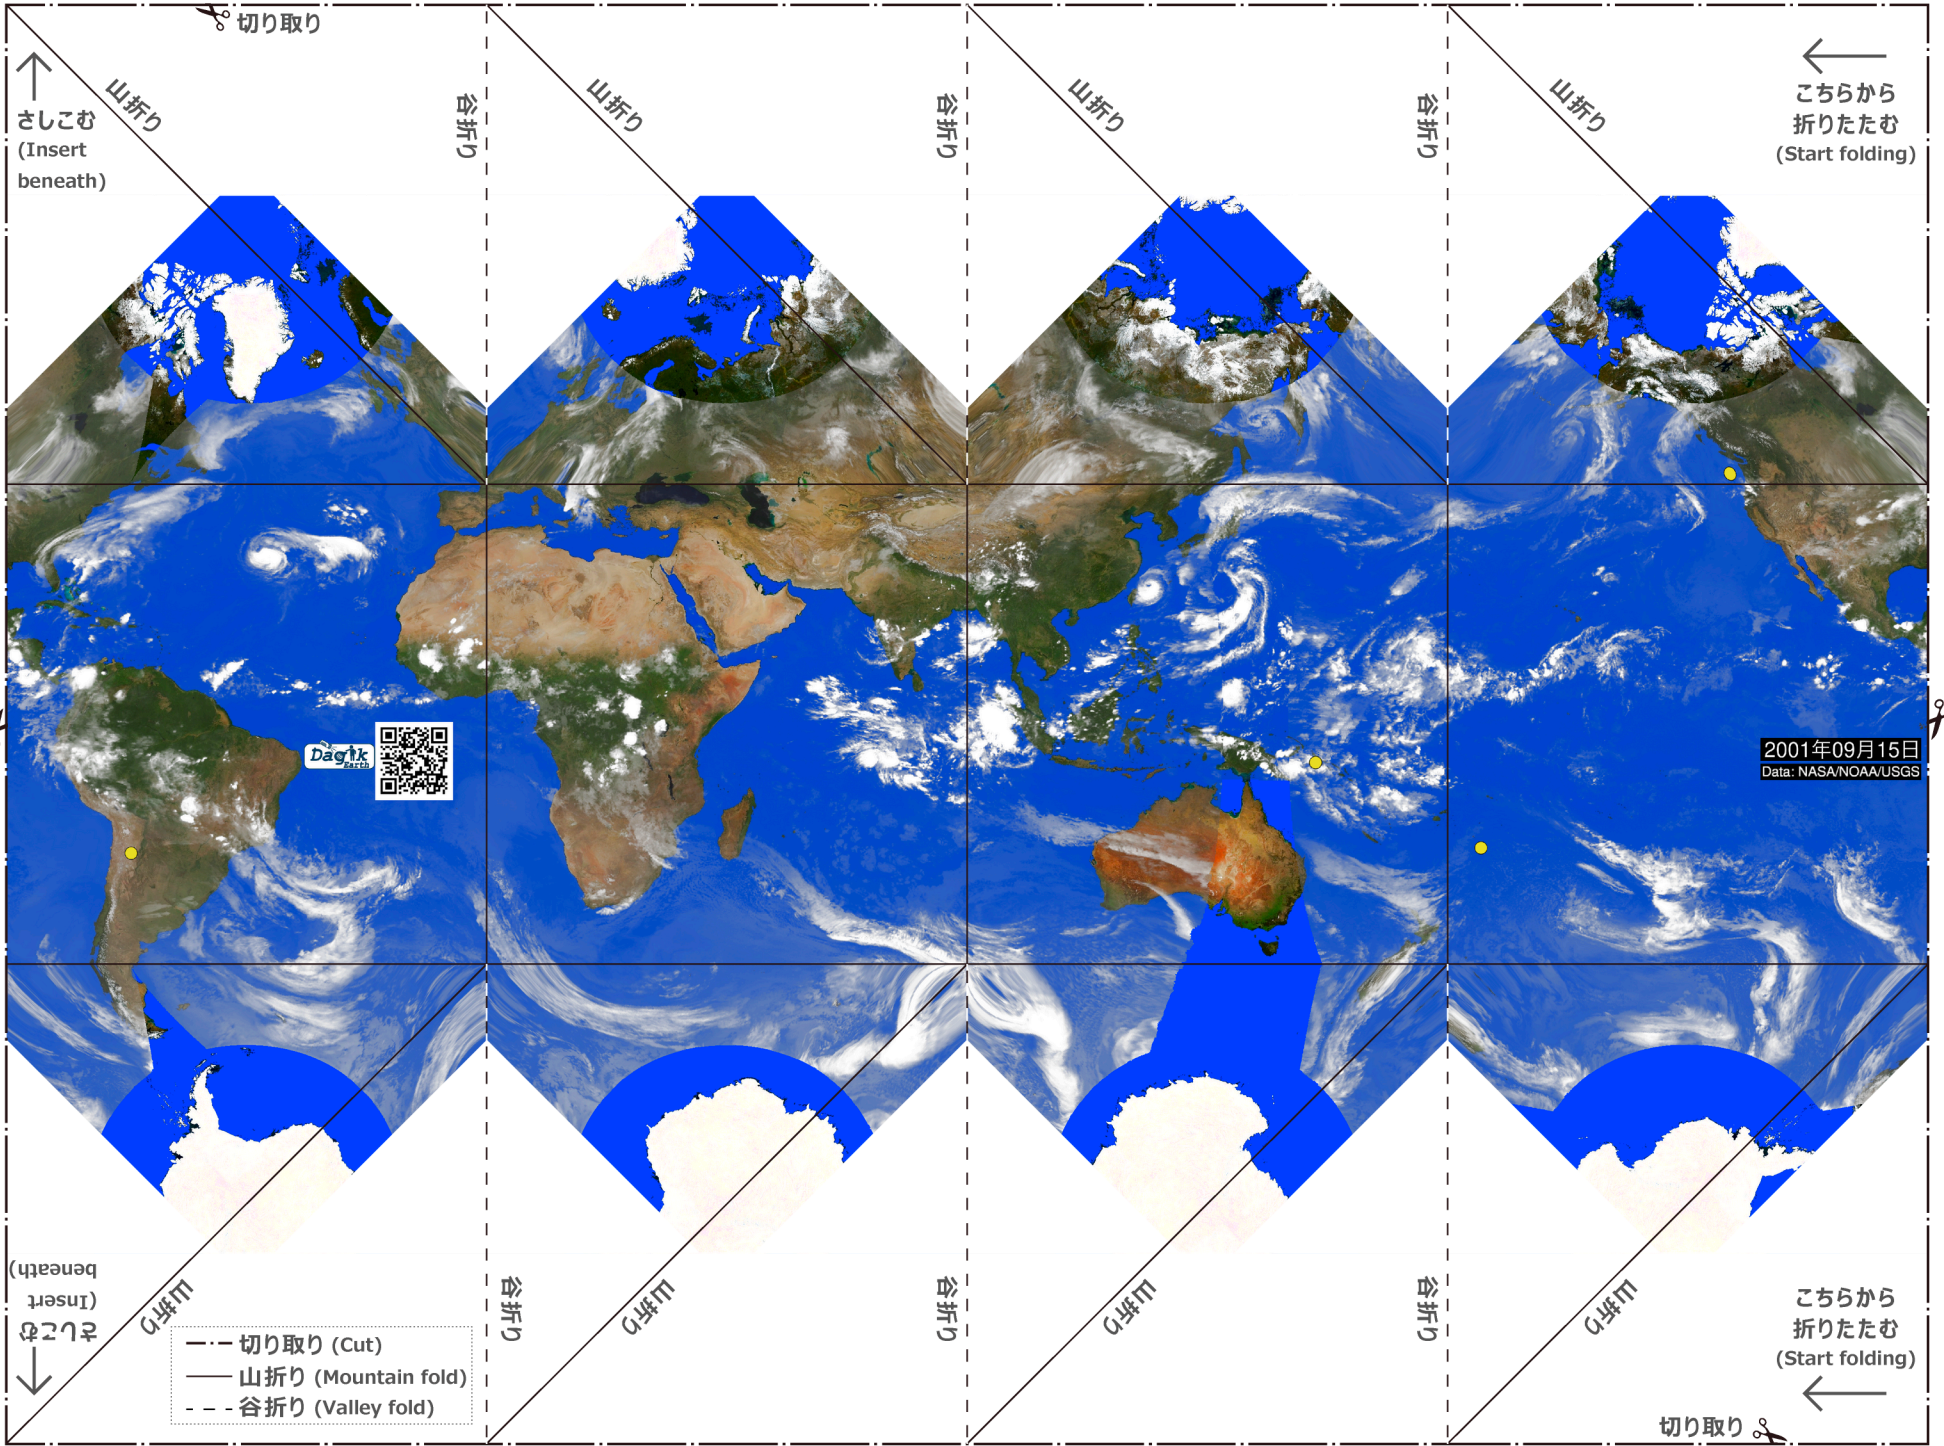 切り取り
山折り
谷折り
山折り
谷折り
山折り
谷折り
山折り
さしこむ
(Insert
beneath)
こちらから
折りたたむ
(Start folding)
Dagik
Earth
2001年09月15日
Data: NASA/NOAA/USGS
さしこむ
(Insert
beneath)
山折り
谷折り
山折り
谷折り
山折り
谷折り
山折り
こちらから
折りたたむ
(Start folding)
切り取り (Cut)
山折り (Mountain fold)
谷折り (Valley fold)
切り取り